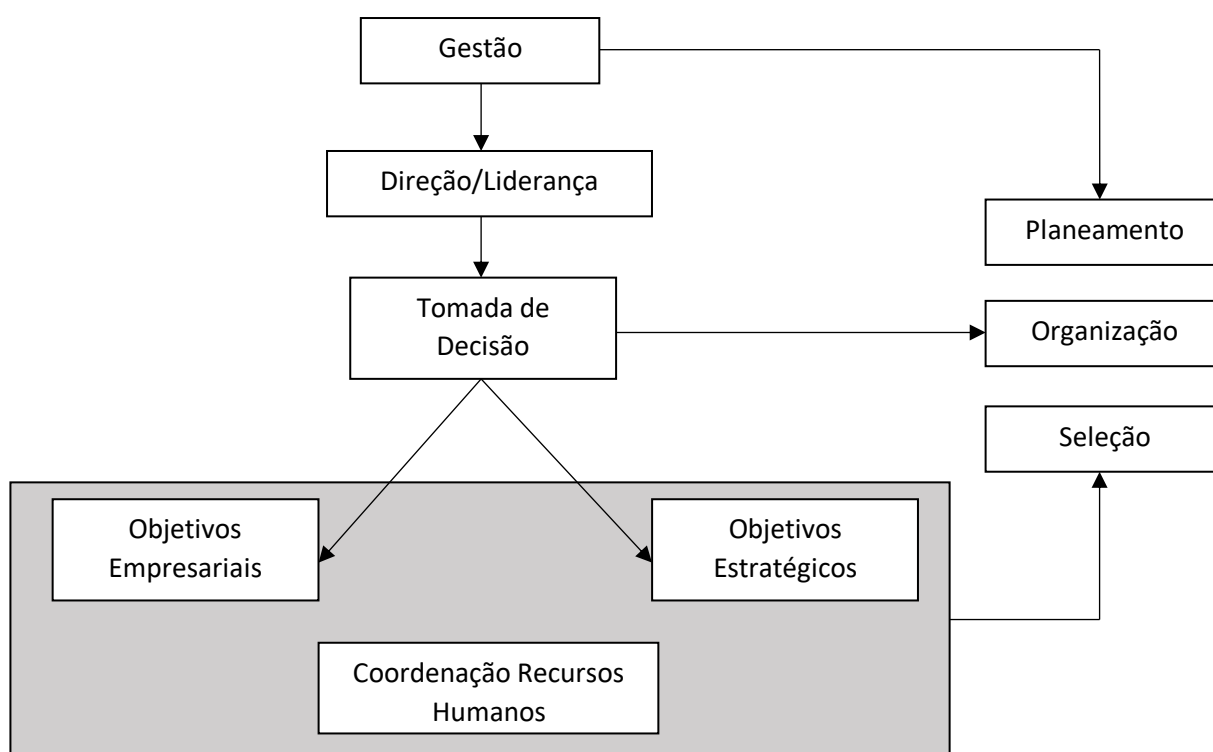 Gestão
Direção/Liderança
Planeamento
Tomada de
Decisão
Organização
Seleção
Objetivos
Empresariais
Objetivos
Estratégicos
Coordenação Recursos
Humanos